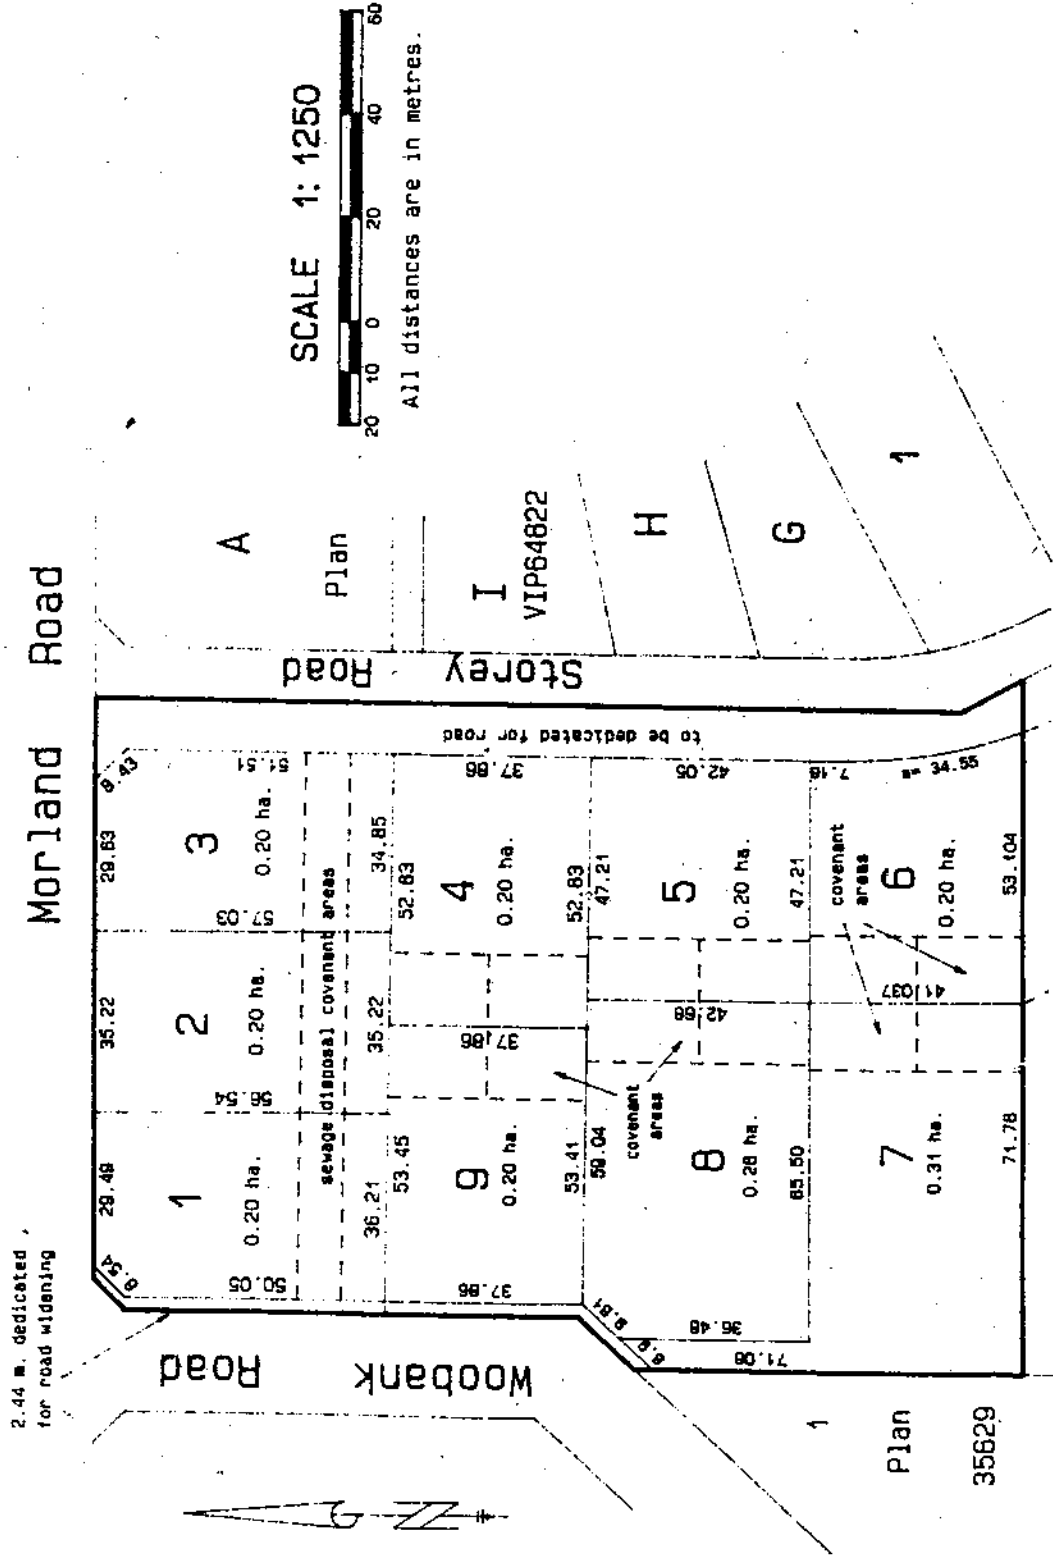 2.44 m. dedicated
for road widening
Morland Road
SCALE 1: 1250
20 10 0 20 40 60
All distances are in metres.
8.54
29.49
35.22
29.63
9.43
1
0.20 ha.
50.05
56.54
2
0.20 ha.
57.03
3
0.20 ha.
51.51
sewage disposal covenant areas
36.21
35.22
34.85
53.45
52.83
9
0.20 ha.
37.86
37.86
4
0.20 ha.
37.86
53.41
52.83
59.04
47.21
covenant
areas
9.81
36.48
8
0.28 ha.
42.68
5
0.20 ha.
42.05
71.08
65.50
47.21
7
0.31 ha.
covenant
areas
41.037
6
0.20 ha.
7.18
a= 34.55
71.78
53.104
to be dedicated for road
Storey Road
Woobank Road
A
Plan
I
VIP64822
H
G
1
N
1
Plan
35629